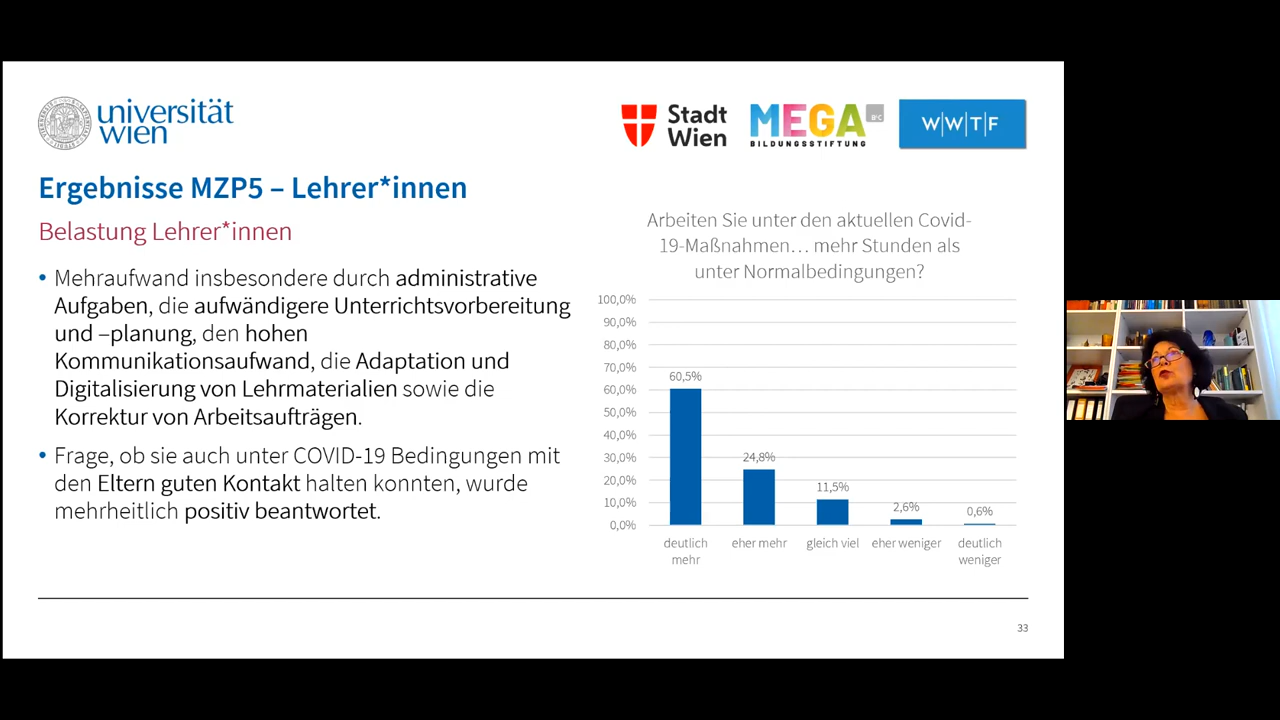 universität
wien
Stadt
Wien
MEGA
B&C
BILDUNGSSTIFTUNG
W|W|T|F
Ergebnisse MZP5 – Lehrer*innen
Belastung Lehrer*innen
• Mehraufwand insbesondere durch administrative
Aufgaben, die aufwändigere Unterrichtsvorbereitung
und –planung, den hohen
Kommunikationsaufwand, die Adaptation und
Digitalisierung von Lehrmaterialien sowie die
Korrektur von Arbeitsaufträgen.
• Frage, ob sie auch unter COVID-19 Bedingungen mit
den Eltern guten Kontakt halten konnten, wurde
mehrheitlich positiv beantwortet.
Arbeiten Sie unter den aktuellen Covid-
19-Maßnahmen… mehr Stunden als
unter Normalbedingungen?
100,0%
90,0%
80,0%
70,0%
60,0%
50,0%
40,0%
30,0%
20,0%
10,0%
0,0%
60,5%
24,8%
11,5%
2,6%
0,6%
deutlich
mehr
eher mehr
gleich viel
eher weniger
deutlich
weniger
33